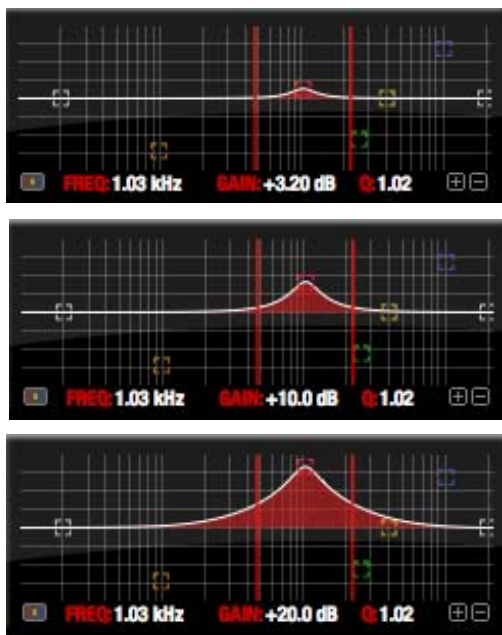 FREQ: 1.03 kHz GAIN: +3.20 dB Q: 1.02
FREQ: 1.03 kHz GAIN: +10.0 dB Q: 1.02
FREQ: 1.03 kHz GAIN: +20.0 dB Q: 1.02